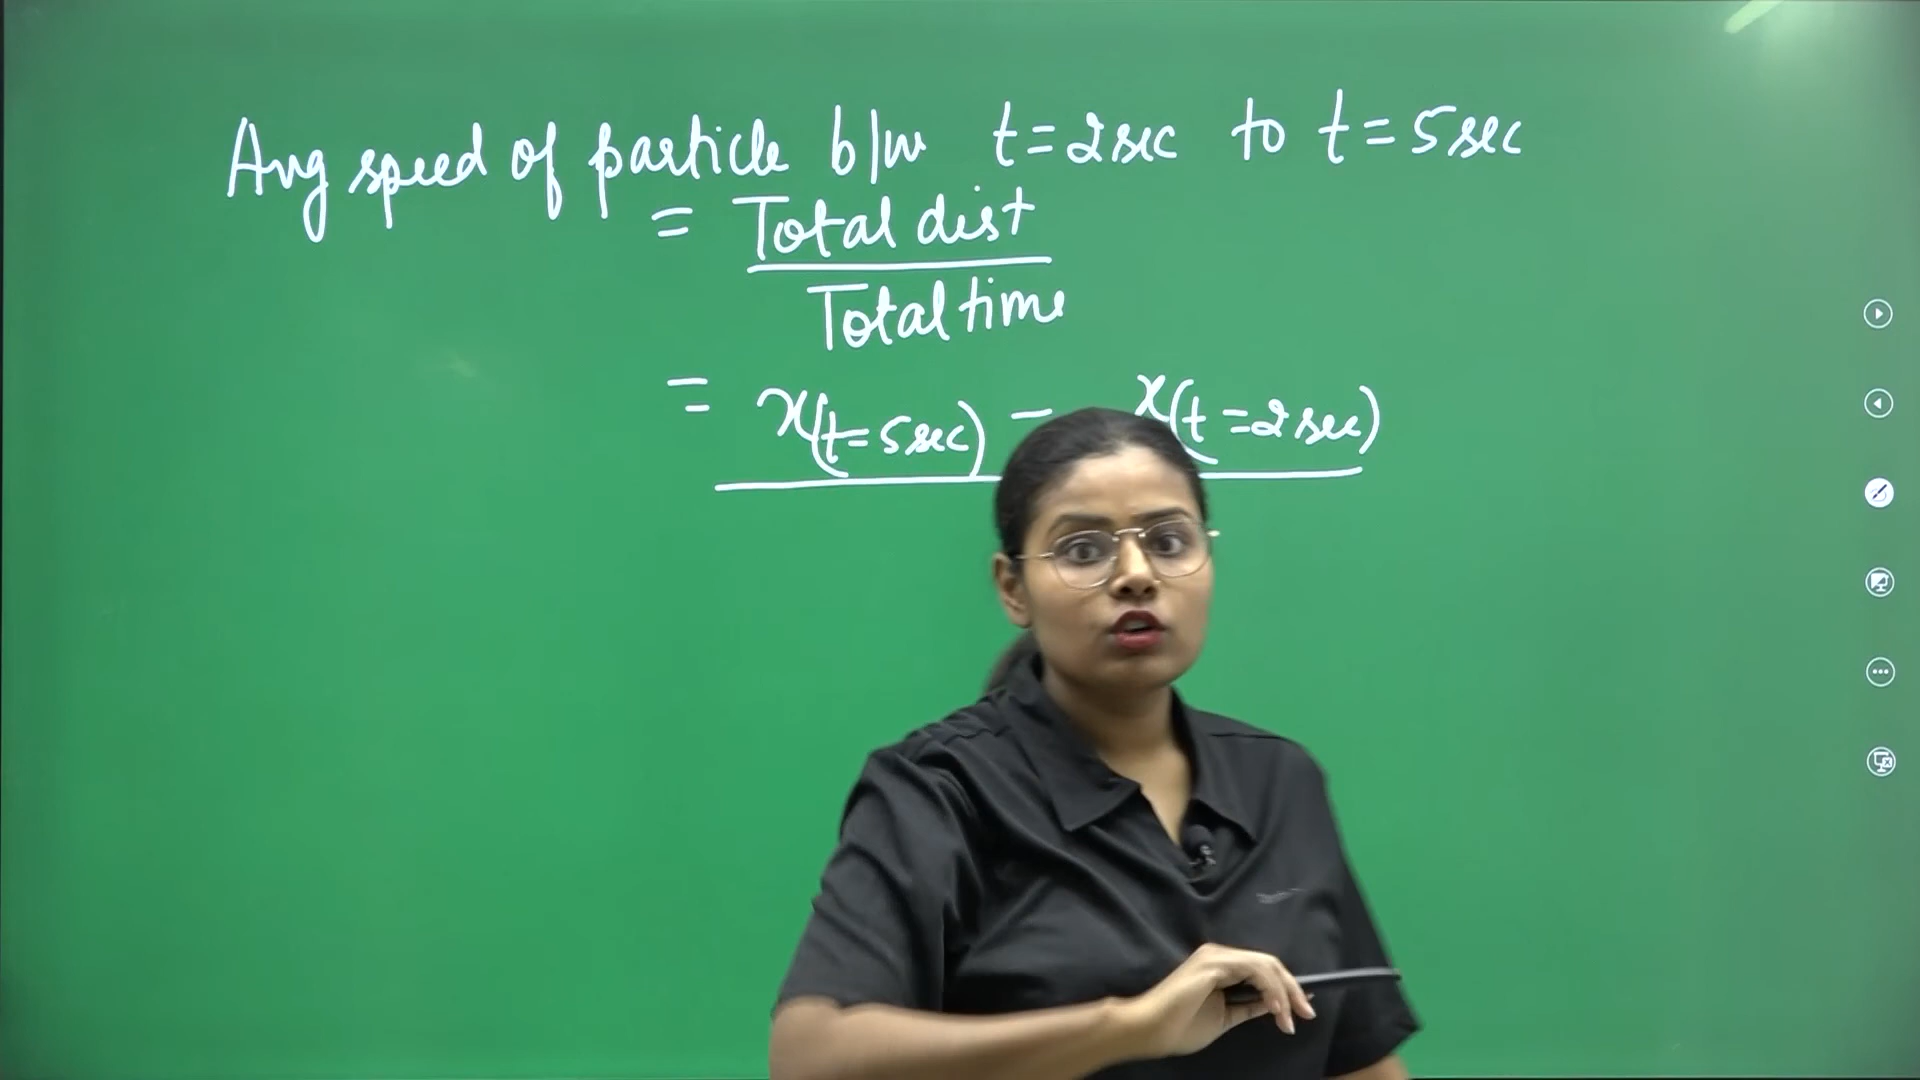 Avg speed of particle b/w t=2sec to t=5sec
= Total dist
Total time
= x(t=5sec) - x(t=2sec)